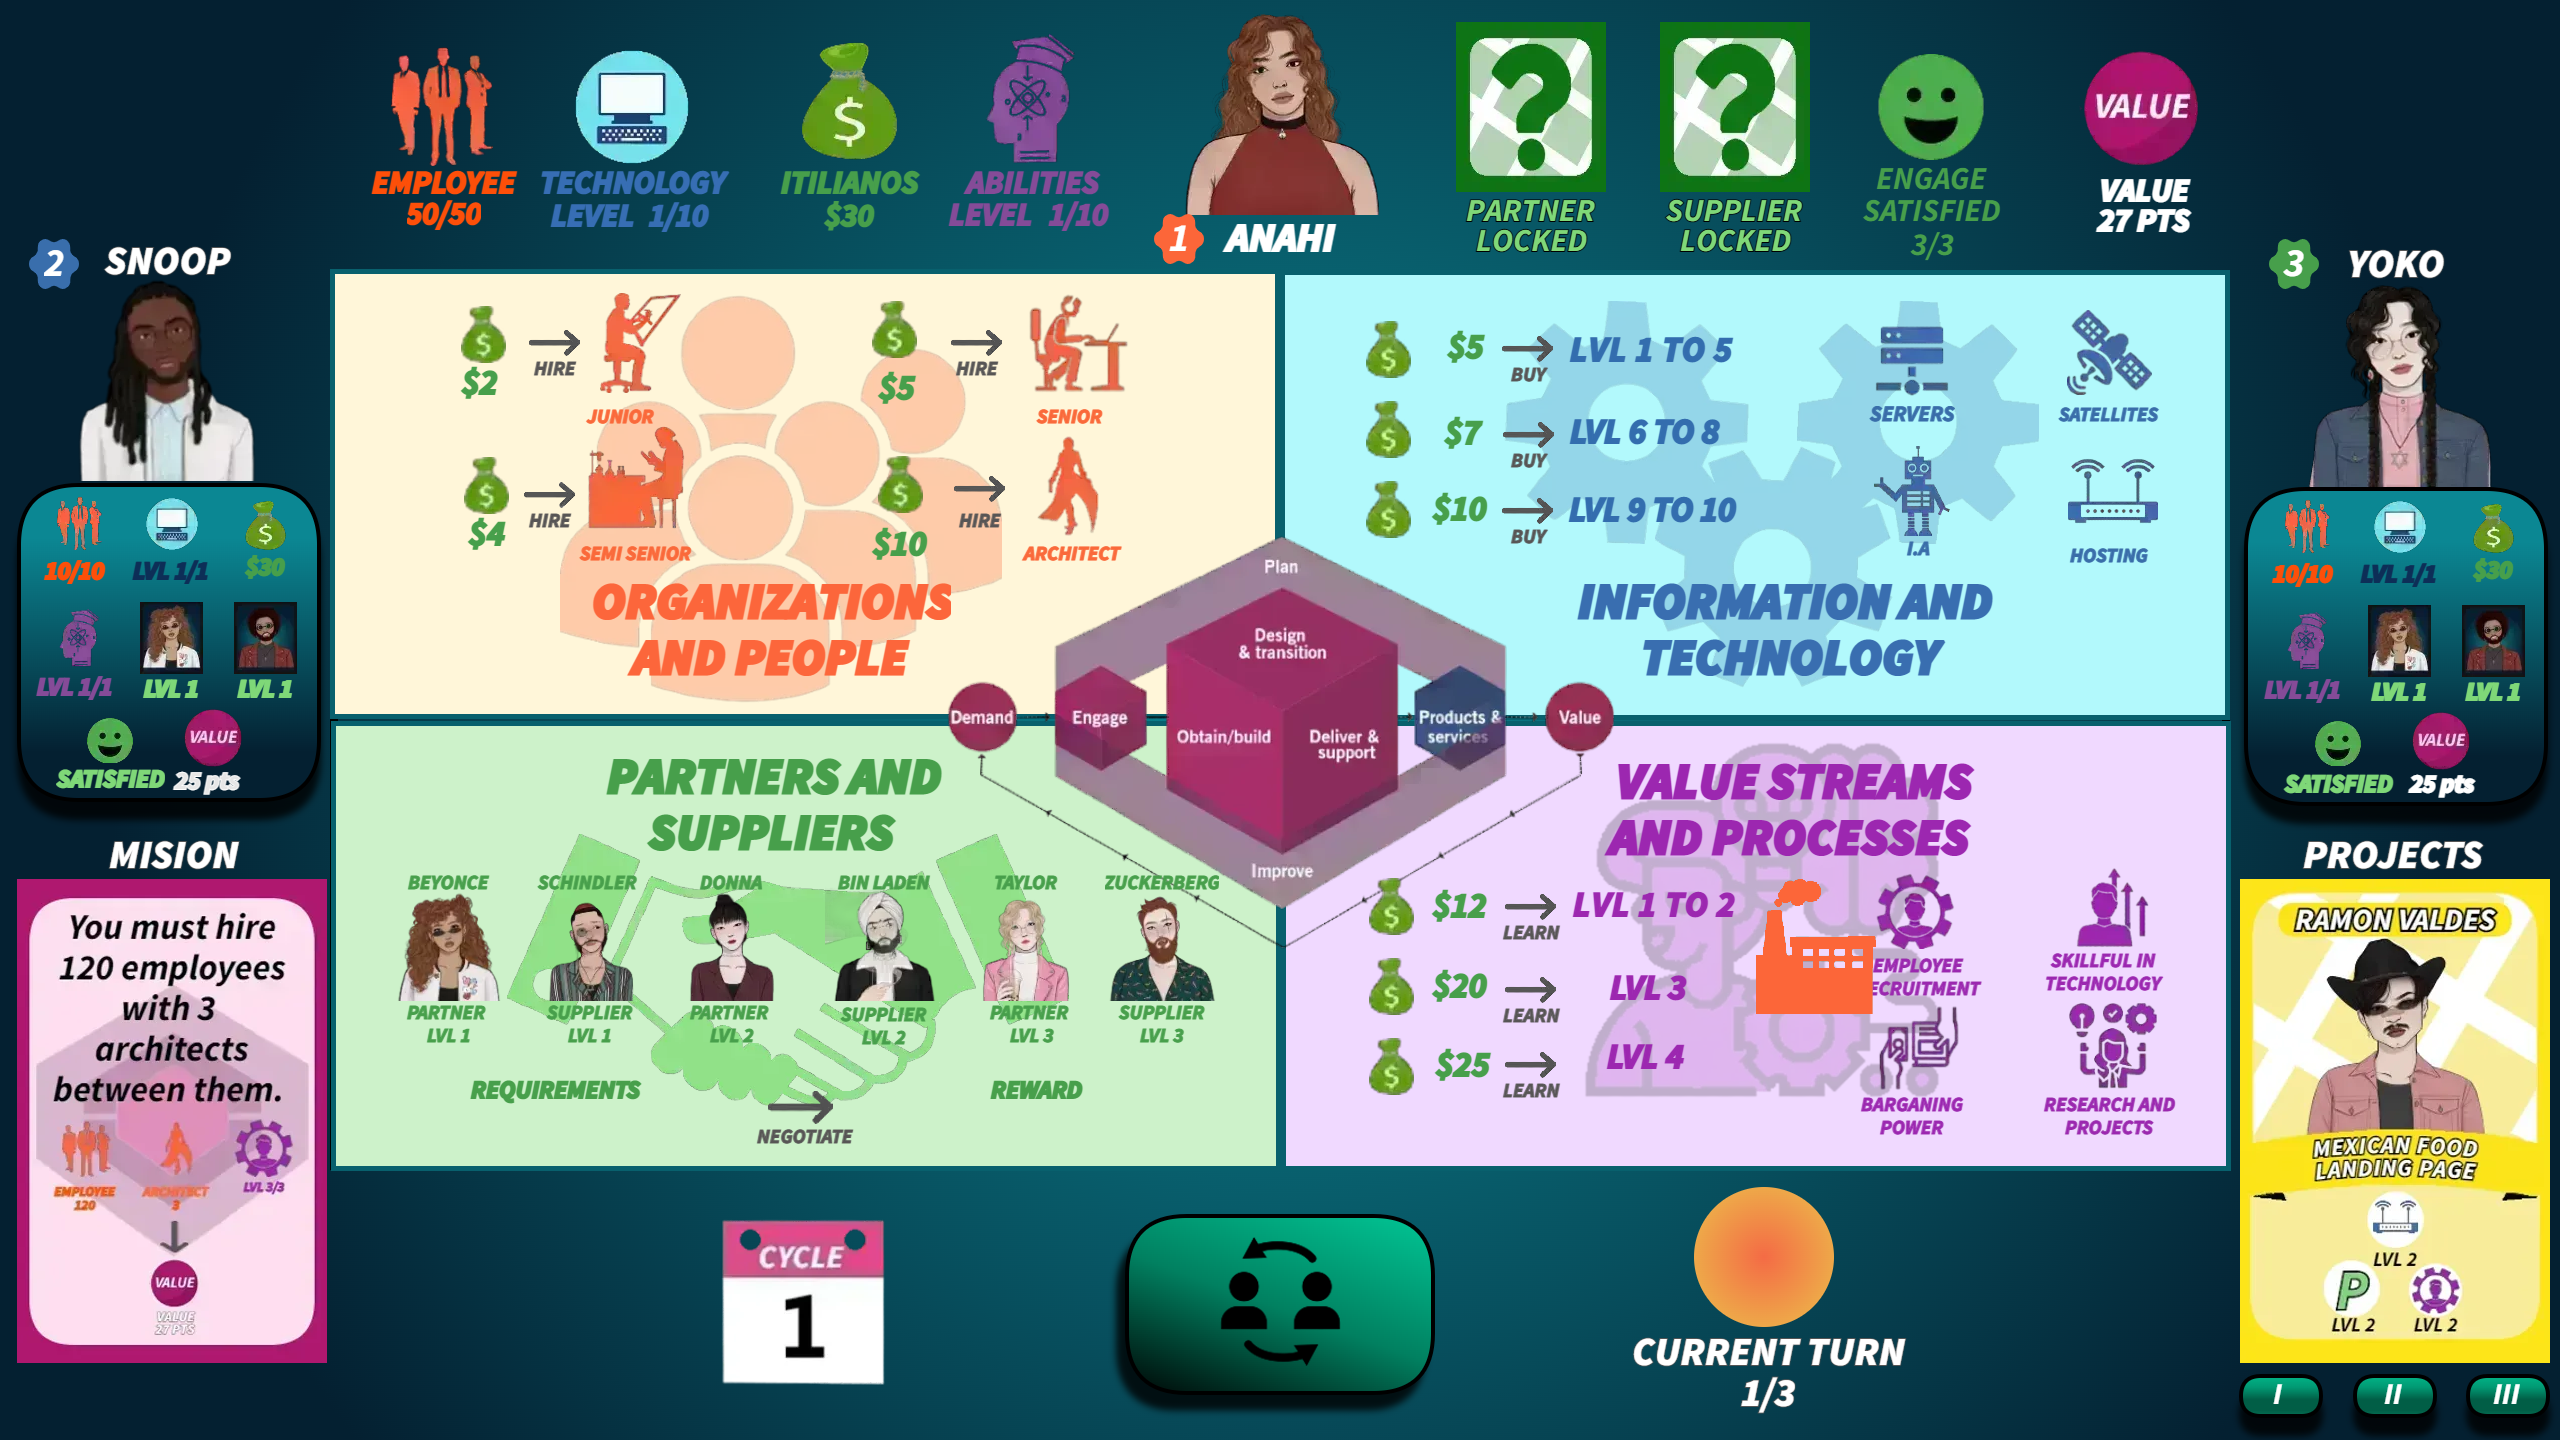 EMPLOYEE
50/50
TECHNOLOGY
LEVEL 1/10
$
ITILIANOS
$30
ABILITIES
LEVEL 1/10
1 ANAHI
?
PARTNER
LOCKED
?
SUPPLIER
LOCKED
ENGAGE
SATISFIED
3/3
VALUE
VALUE
27 PTS
2 SNOOP
10/10
LVL 1/1
$
$30
LVL 1/1
LVL 1
LVL 1
SATISFIED
VALUE
25 pts
3 YOKO
10/10
LVL 1/1
$
$30
LVL 1/1
LVL 1
LVL 1
SATISFIED
VALUE
25 pts
$
$2
HIRE
JUNIOR
$
$5
HIRE
SENIOR
$
$4
HIRE
SEMI SENIOR
$
$10
HIRE
ARCHITECT
ORGANIZATIONS
AND PEOPLE
$ $5
BUY
LVL 1 TO 5
$ $7
BUY
LVL 6 TO 8
$ $10
BUY
LVL 9 TO 10
SERVERS
SATELLITES
I.A
HOSTING
INFORMATION AND
TECHNOLOGY
Plan
Design
& transition
Demand
Engage
Obtain/build
Deliver &
support
Products &
services
Value
Improve
PARTNERS AND
SUPPLIERS
BEYONCE
PARTNER
LVL 1
SCHINDLER
SUPPLIER
LVL 1
DONNA
PARTNER
LVL 2
BIN LADEN
SUPPLIER
LVL 2
TAYLOR
PARTNER
LVL 3
ZUCKERBERG
SUPPLIER
LVL 3
REQUIREMENTS
NEGOTIATE
REWARD
VALUE STREAMS
AND PROCESSES
$ $12
LEARN
LVL 1 TO 2
$ $20
LEARN
LVL 3
$ $25
LEARN
LVL 4
EMPLOYEE
ECRUITMENT
SKILLFUL IN
TECHNOLOGY
BARGANING
POWER
RESEARCH AND
PROJECTS
MISION
You must hire
120 employees
with 3
architects
between them.
EMPLOYEE
120
ARCHITECT
3
LVL 3/3
VALUE
VALUE
27 PTS
PROJECTS
RAMON VALDES
MEXICAN FOOD
LANDING PAGE
LVL 2
P
LVL 2
LVL 2
I
II
III
CYCLE
1
CURRENT TURN
1/3